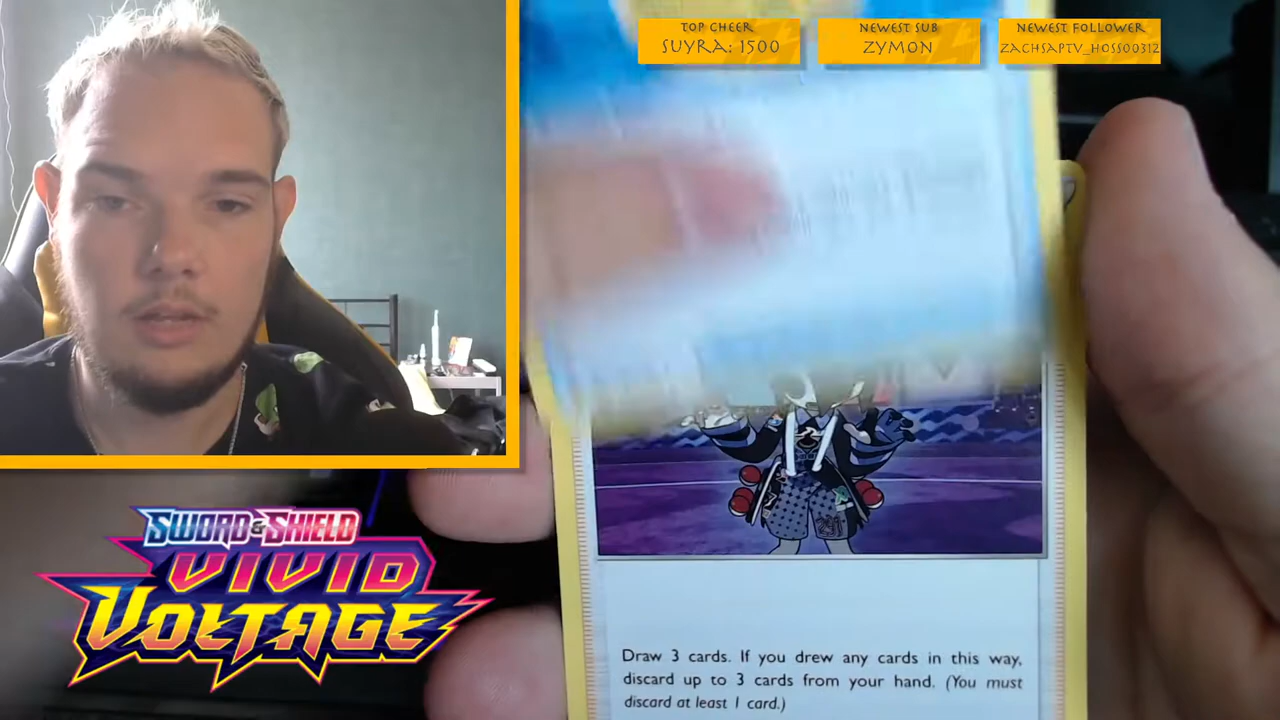 TOP CHEER
SUYRA: 1500
NEWEST SUB
ZYMON
NEWEST FOLLOWER
ZACHSAPTV_HOSS00312
SWORD & SHIELD
VIVID
VOLTAGE
Draw 3 cards. If you drew any cards in this way,
discard up to 3 cards from your hand. (You must
discard at least 1 card.)